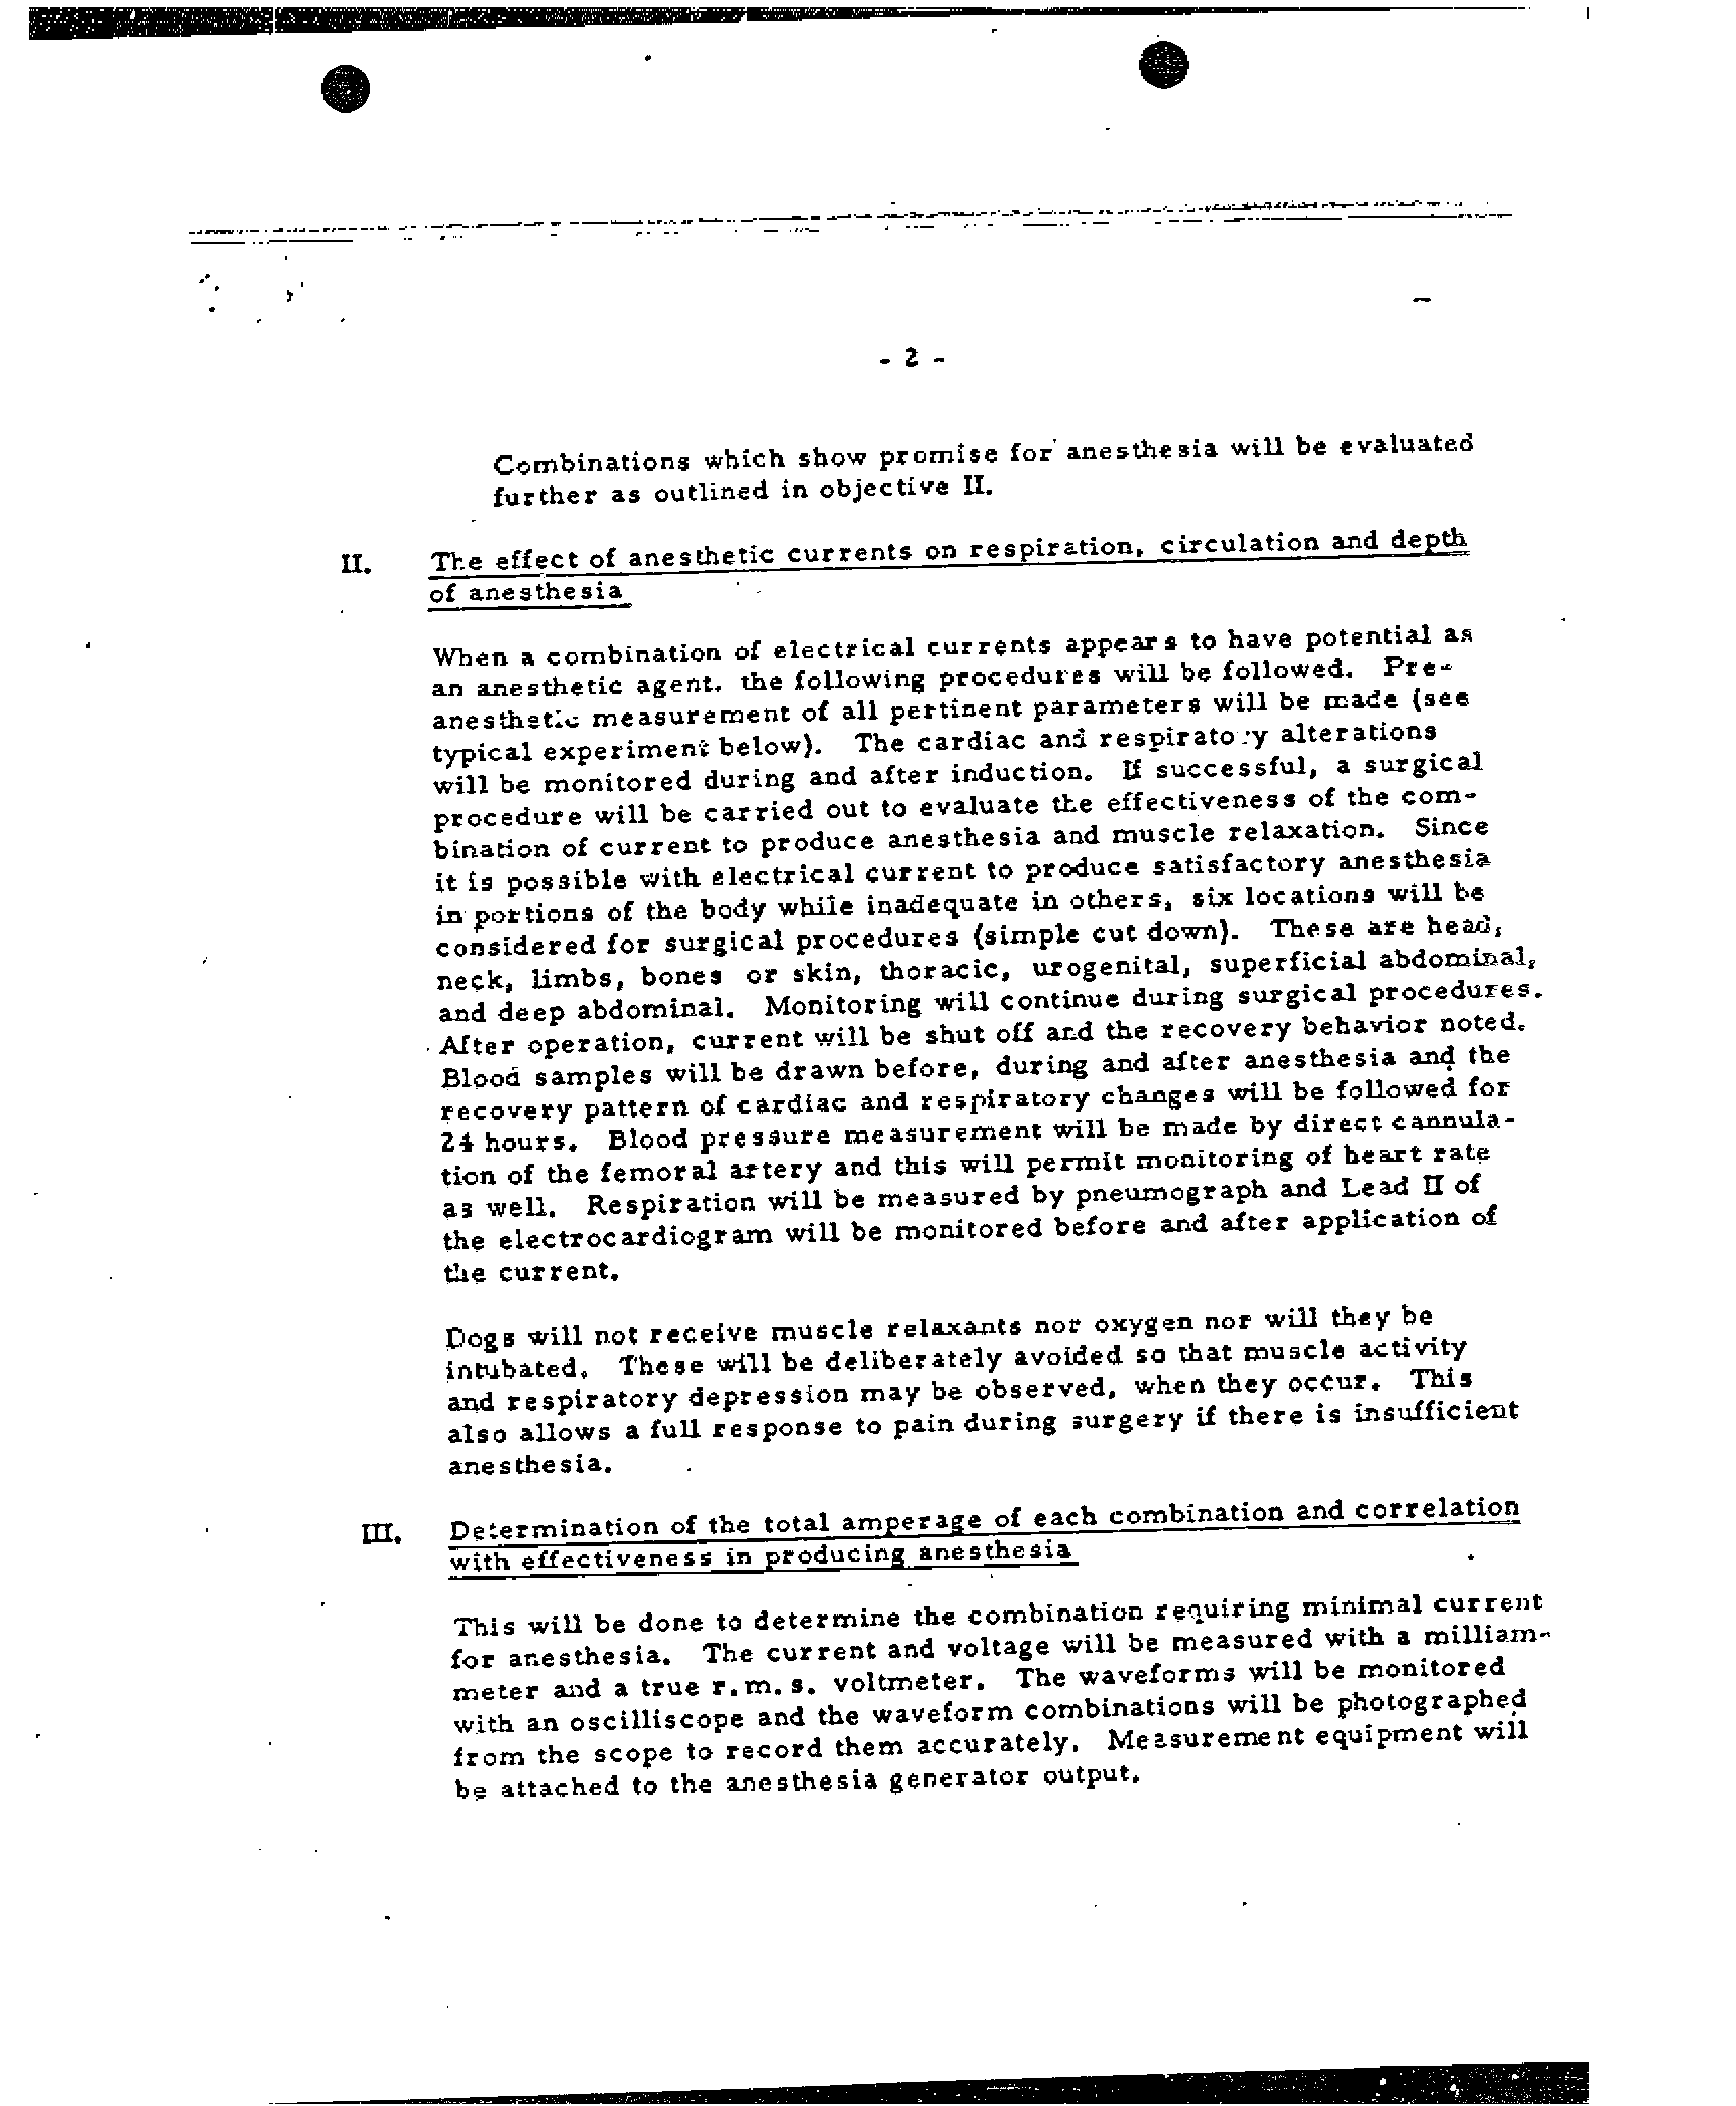 - 2 -
Combinations which show promise for anesthesia will be evaluated
further as outlined in objective II.
II. The effect of anesthetic currents on respiration, circulation and depth
of anesthesia
When a combination of electrical currents appears to have potential as
an anesthetic agent. the following procedures will be followed. Pre-
anesthetic measurement of all pertinent parameters will be made (see
typical experiment below). The cardiac and respiratory alterations
will be monitored during and after induction. If successful, a surgical
procedure will be carried out to evaluate the effectiveness of the com-
bination of current to produce anesthesia and muscle relaxation. Since
it is possible with electrical current to produce satisfactory anesthesia
in portions of the body while inadequate in others, six locations will be
considered for surgical procedures (simple cut down). These are head,
neck, limbs, bones or skin, thoracic, urogenital, superficial abdominal,
and deep abdominal. Monitoring will continue during surgical procedures.
After operation, current will be shut off and the recovery behavior noted.
Blood samples will be drawn before, during and after anesthesia and the
recovery pattern of cardiac and respiratory changes will be followed for
24 hours. Blood pressure measurement will be made by direct cannula-
tion of the femoral artery and this will permit monitoring of heart rate
as well. Respiration will be measured by pneumograph and Lead II of
the electrocardiogram will be monitored before and after application of
the current.
Dogs will not receive muscle relaxants nor oxygen nor will they be
intubated. These will be deliberately avoided so that muscle activity
and respiratory depression may be observed, when they occur. This
also allows a full response to pain during surgery if there is insufficient
anesthesia.
III. Determination of the total amperage of each combination and correlation
with effectiveness in producing anesthesia
This will be done to determine the combination requiring minimal current
for anesthesia. The current and voltage will be measured with a milliam-
meter and a true r.m.s. voltmeter. The waveforms will be monitored
with an oscilliscope and the waveform combinations will be photographed
from the scope to record them accurately. Measurement equipment will
be attached to the anesthesia generator output.